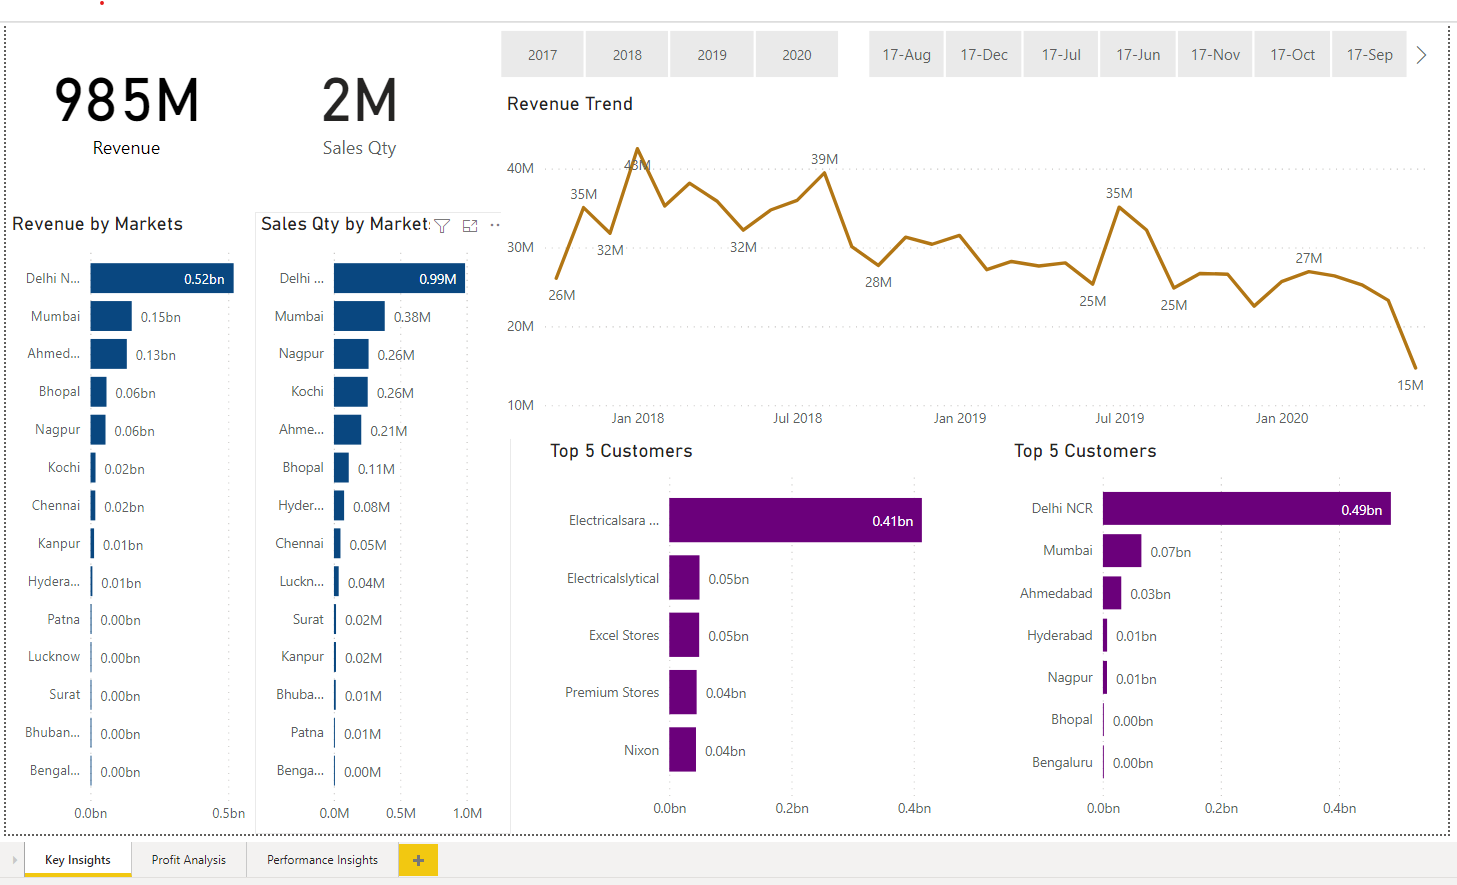 2017 2018 2019 2020 17-Aug 17-Dec 17-Jul 17-Jun 17-Nov 17-Oct 17-Sep
985M
Revenue
2M
Sales Qty
Revenue Trend
40M
30M
20M
10M
26M
35M
32M
43M
32M
39M
28M
25M
35M
25M
27M
15M
Jan 2018 Jul 2018 Jan 2019 Jul 2019 Jan 2020
Revenue by Markets
Delhi N... 0.52bn
Mumbai 0.15bn
Ahmed... 0.13bn
Bhopal 0.06bn
Nagpur 0.06bn
Kochi 0.02bn
Chennai 0.02bn
Kanpur 0.01bn
Hydera... 0.01bn
Patna 0.00bn
Lucknow 0.00bn
Surat 0.00bn
Bhuban... 0.00bn
Bengal... 0.00bn
0.0bn 0.5bn
Sales Qty by Market
Delhi ... 0.99M
Mumbai 0.38M
Nagpur 0.26M
Kochi 0.26M
Ahme... 0.21M
Bhopal 0.11M
Hyder... 0.08M
Chennai 0.05M
Luckn... 0.04M
Surat 0.02M
Kanpur 0.02M
Bhuba... 0.01M
Patna 0.01M
Benga... 0.00M
0.0M 0.5M 1.0M
Top 5 Customers
Electricalsara ... 0.41bn
Electricalslytical 0.05bn
Excel Stores 0.05bn
Premium Stores 0.04bn
Nixon 0.04bn
0.0bn 0.2bn 0.4bn
Top 5 Customers
Delhi NCR 0.49bn
Mumbai 0.07bn
Ahmedabad 0.03bn
Hyderabad 0.01bn
Nagpur 0.01bn
Bhopal 0.00bn
Bengaluru 0.00bn
0.0bn 0.2bn 0.4bn
Key Insights Profit Analysis Performance Insights +